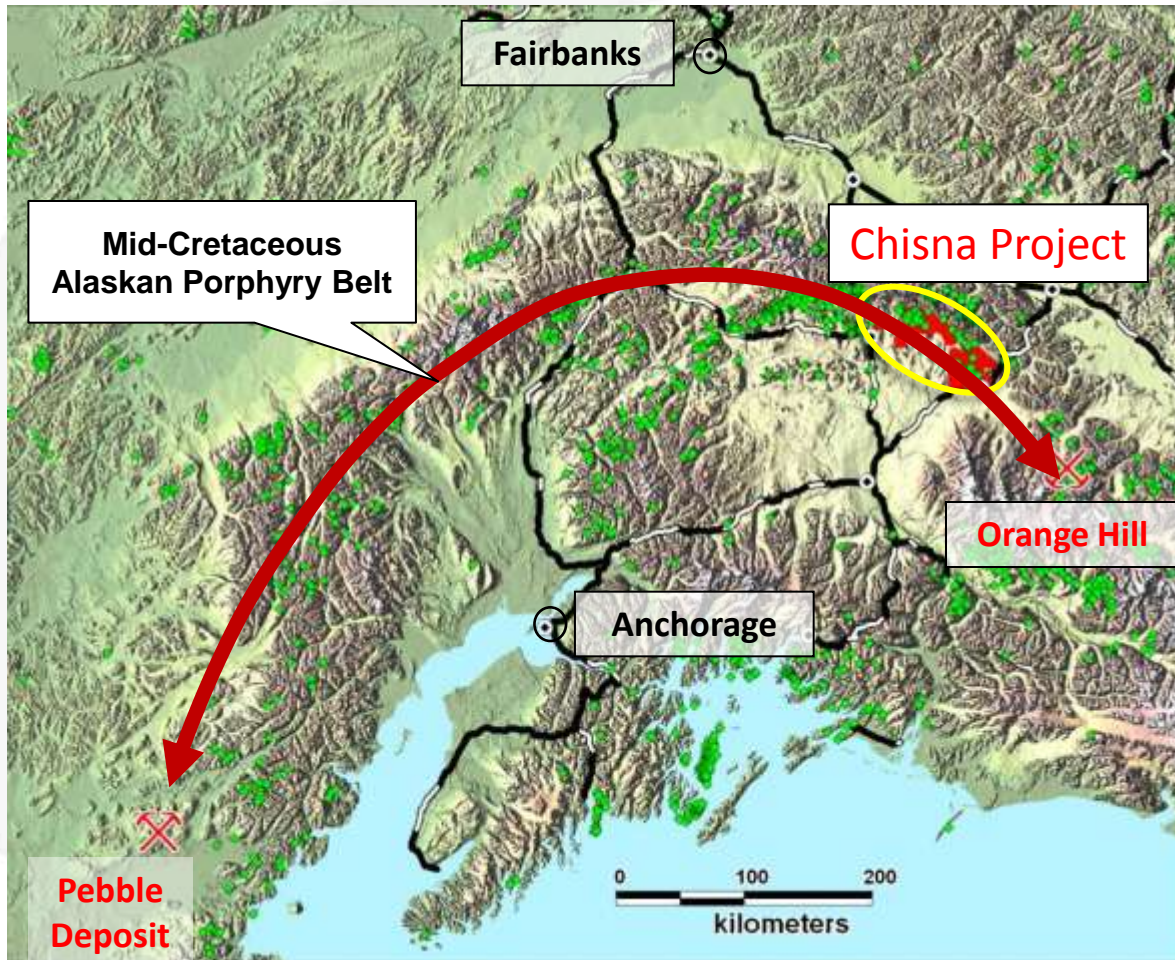 Fairbanks
Mid-Cretaceous
Alaskan Porphyry Belt
Chisna Project
Orange Hill
Anchorage
0 100 200
kilometers
Pebble
Deposit